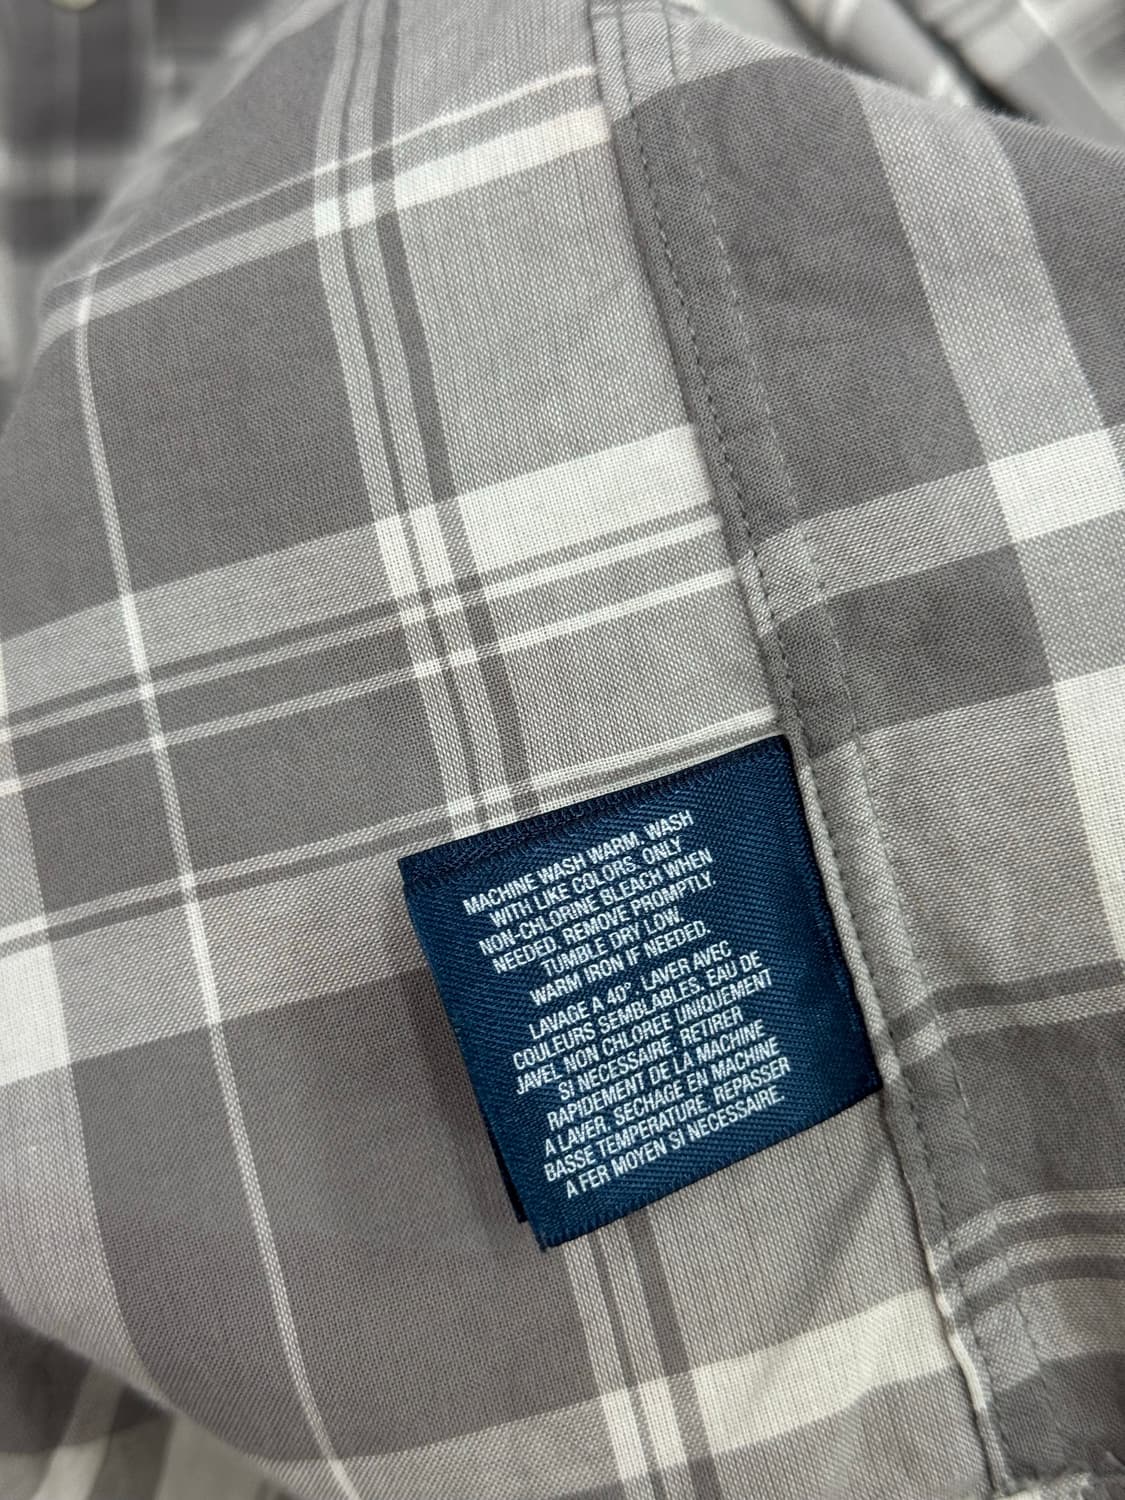 MACHINE WASH WARM. WASH
WITH LIKE COLORS. ONLY
NON-CHLORINE BLEACH WHEN
NEEDED. REMOVE PROMPTLY.
TUMBLE DRY LOW.
WARM IRON IF NEEDED.
LAVAGE A 40°. LAVER AVEC
COULEURS SEMBLABLES. EAU DE
JAVEL NON CHLOREE UNIQUEMENT
SI NECESSAIRE. RETIRER
RAPIDEMENT DE LA MACHINE
A LAVER. SECHAGE EN MACHINE
BASSE TEMPERATURE. REPASSER
A FER MOYEN SI NECESSAIRE.